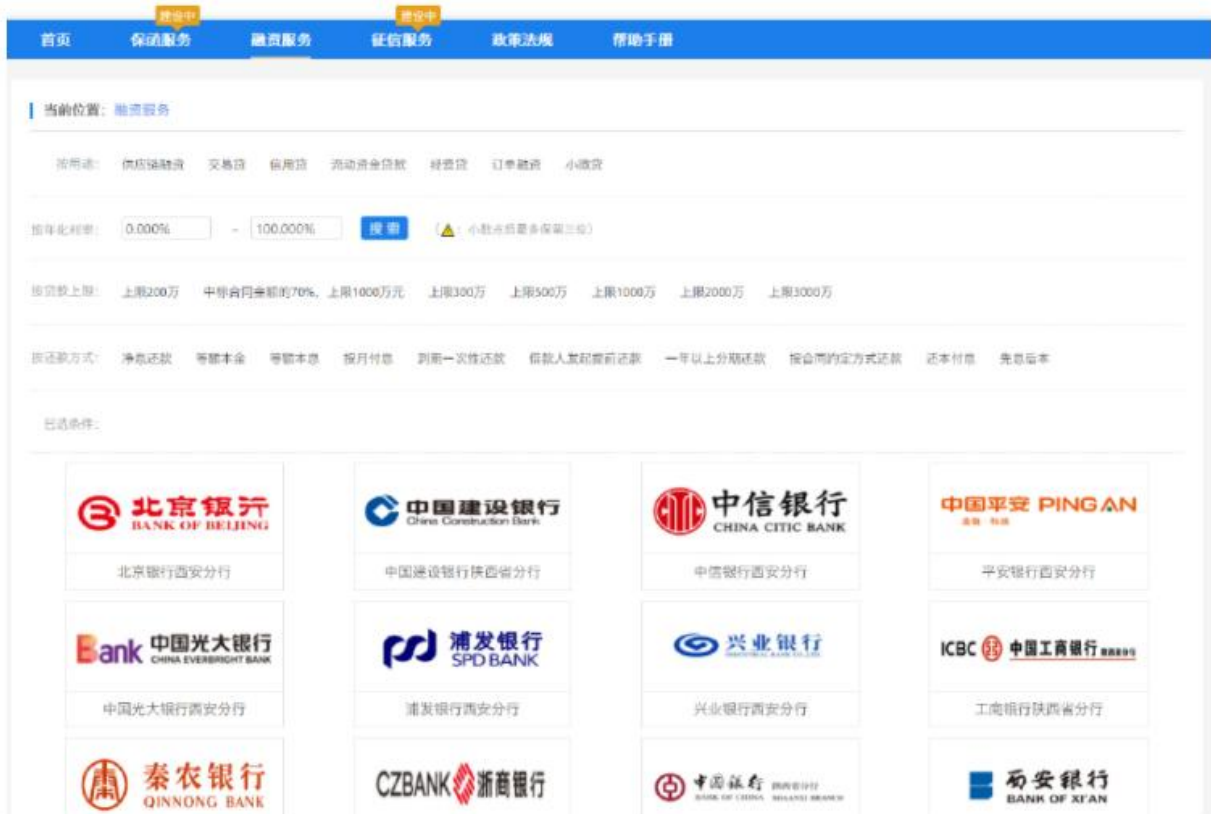 建设中 建设中
首页 保函服务 融资服务 征信服务 政策法规 帮助手册
当前位置：融资服务
按用途： 供应链融资 交易贷 信用贷 流动资金贷款 经营贷 订单融资 小微贷
按年化利率： 0.000% - 100.000% 搜索 （ ：小数点后最多保留三位）
按贷款上限： 上限200万 中标合同金额的70%，上限1000万元 上限300万 上限500万 上限1000万 上限2000万 上限3000万
按还款方式： 净息还款 等额本金 等额本息 按月付息 到期一次性还款 借款人发起提前还款 一年以上分期还款 按合同约定方式还款 还本付息 先息后本
已选条件：
北京银行 中国建设银行 中信银行 中国平安 PINGAN
BANK OF BEIJING China Construction Bank CHINA CITIC BANK 金融·科技
北京银行西安分行 中国建设银行陕西省分行 中信银行西安分行 平安银行西安分行
Bank 中国光大银行 浦发银行 兴业银行 ICBC 中国工商银行
CHINA EVERBRIGHT BANK SPD BANK INDUSTRIAL BANK CO.,LTD.
中国光大银行西安分行 浦发银行西安分行 兴业银行西安分行 工商银行陕西省分行
秦农银行 CZBANK 浙商银行 中国银行 陕西省分行 西安银行
QINNONG BANK BANK OF CHINA SHAANXI BRANCH BANK OF XI'AN